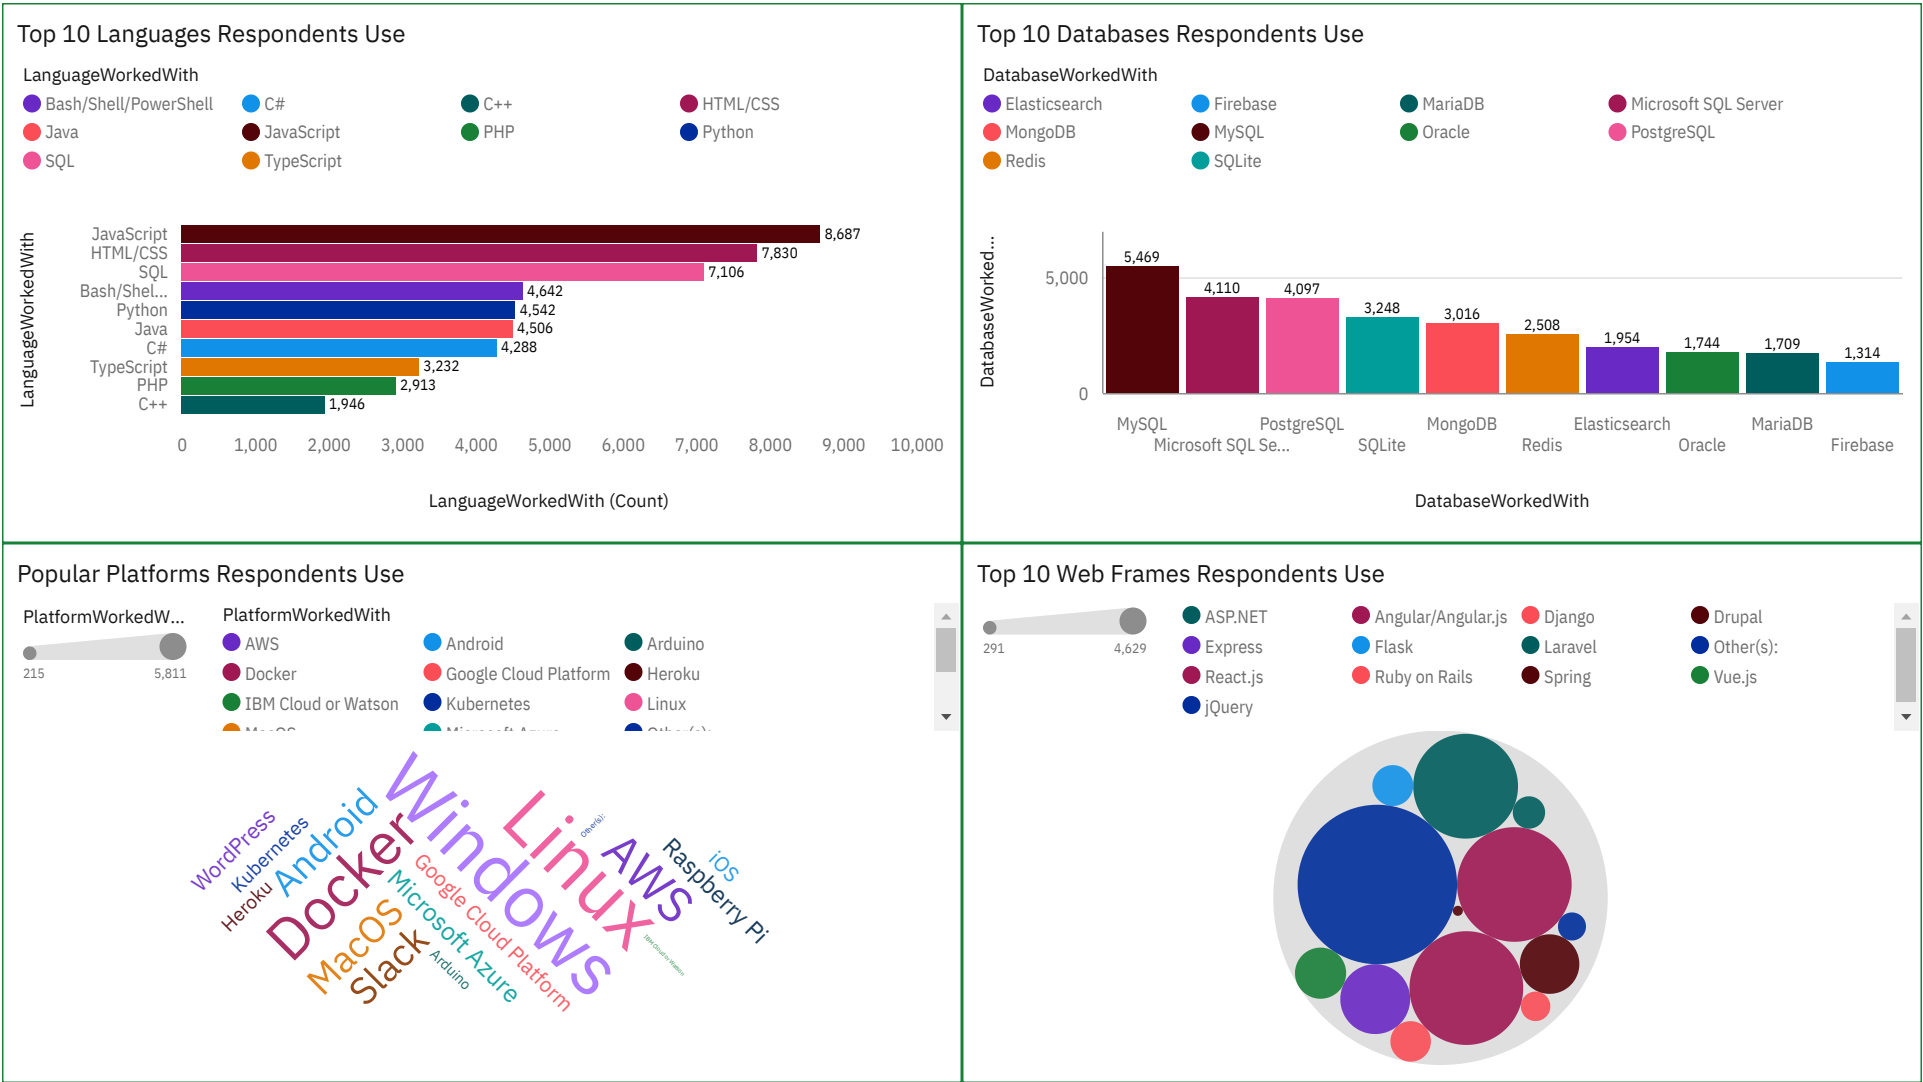 Top 10 Languages Respondents Use
LanguageWorkedWith
Bash/Shell/PowerShell C# C++ HTML/CSS
Java JavaScript PHP Python
SQL TypeScript
LanguageWorkedWith
JavaScript 8,687
HTML/CSS 7,830
SQL 7,106
Bash/Shel... 4,642
Python 4,542
Java 4,506
C# 4,288
TypeScript 3,232
PHP 2,913
C++ 1,946
0 1,000 2,000 3,000 4,000 5,000 6,000 7,000 8,000 9,000 10,000
LanguageWorkedWith (Count)
Top 10 Databases Respondents Use
DatabaseWorkedWith
Elasticsearch Firebase MariaDB Microsoft SQL Server
MongoDB MySQL Oracle PostgreSQL
Redis SQLite
DatabaseWorked...
5,000
0
5,469 4,110 4,097 3,248 3,016 2,508 1,954 1,744 1,709 1,314
MySQL PostgreSQL MongoDB Elasticsearch MariaDB
Microsoft SQL Se... SQLite Redis Oracle Firebase
DatabaseWorkedWith
Popular Platforms Respondents Use
PlatformWorkedW...
215 5,811
PlatformWorkedWith
AWS Android Arduino
Docker Google Cloud Platform Heroku
IBM Cloud or Watson Kubernetes Linux
MacOS Microsoft Azure Other(s):
WordPress
Kubernetes
Heroku
Android
Docker
MacOS
Slack
Windows
Google Cloud Platform
Microsoft Azure
Arduino
Linux
Other(s):
AWS
Raspberry Pi
iOS
IBM Cloud or Watson
Top 10 Web Frames Respondents Use
291 4,629
ASP.NET Angular/Angular.js Django Drupal
Express Flask Laravel Other(s):
React.js Ruby on Rails Spring Vue.js
jQuery